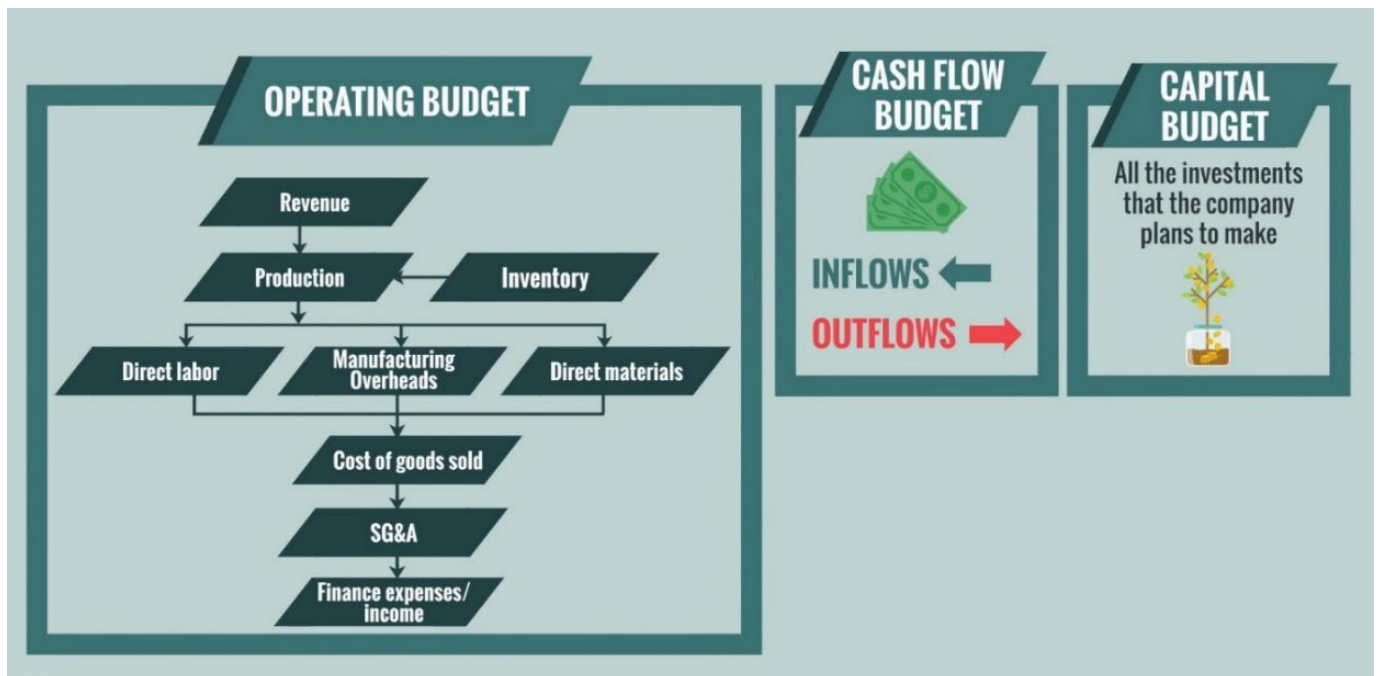 OPERATING BUDGET
Revenue
Production
Inventory
Direct labor
Manufacturing
Overheads
Direct materials
Cost of goods sold
SG&A
Finance expenses/
income
CASH FLOW
BUDGET
INFLOWS
OUTFLOWS
CAPITAL
BUDGET
All the investments
that the company
plans to make